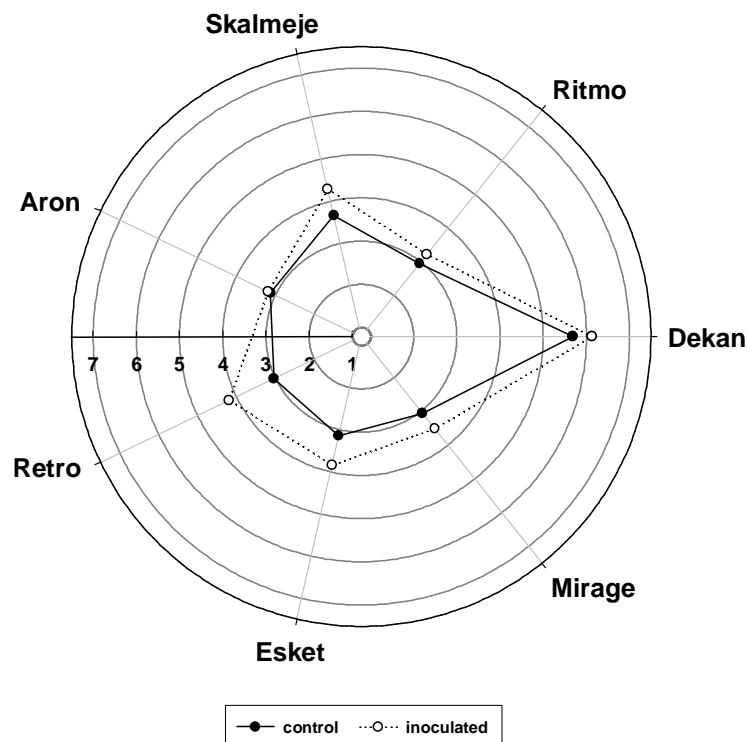 Skalmeje
Ritmo
Aron
Dekan
7 6 5 4 3 2 1
Retro
Mirage
Esket
control inoculated